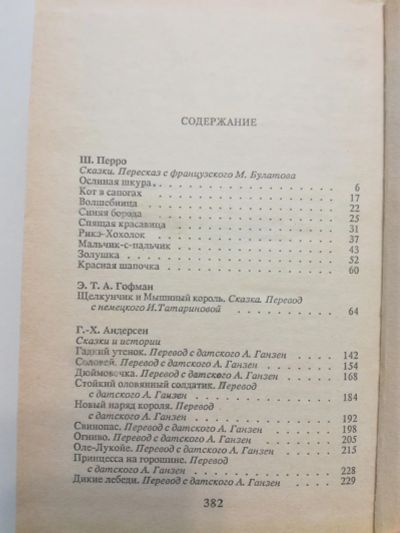 СОДЕРЖАНИЕ
Ш. Перро
Сказки. Пересказ с французского М. Булатова
Ослиная шкура . . . . . . . . . . . . . 6
Кот в сапогах . . . . . . . . . . . . . 17
Волшебница . . . . . . . . . . . . . 22
Синяя борода . . . . . . . . . . . . . 25
Спящая красавица . . . . . . . . . . . . . 31
Рикэ-Хохолок . . . . . . . . . . . . . 37
Мальчик-с-пальчик . . . . . . . . . . . . . 43
Золушка . . . . . . . . . . . . . 52
Красная шапочка . . . . . . . . . . . . . 60
Э. Т. А. Гофман
Щелкунчик и Мышиный король. Сказка. Перевод
с немецкого И. Татариновой . . . . . . . . 64
Г.-Х. Андерсен
Сказки и истории
Гадкий утенок. Перевод с датского А. Ганзен . . 142
Соловей. Перевод с датского А. Ганзен . . . . 154
Дюймовочка. Перевод с датского А. Ганзен . . . 168
Стойкий оловянный солдатик. Перевод
с датского А. Ганзен . . . . . . . . . . 184
Новый наряд короля. Перевод
с датского А. Ганзен . . . . . . . . . . 192
Свинопас. Перевод с датского А. Ганзен . . . . 198
Огниво. Перевод с датского А. Ганзен . . . . . 205
Оле-Лукойе. Перевод с датского А. Ганзен . . . 215
Принцесса на горошине. Перевод
с датского А. Ганзен . . . . . . . . . . 228
Дикие лебеди. Перевод с датского А. Ганзен . . 229
382